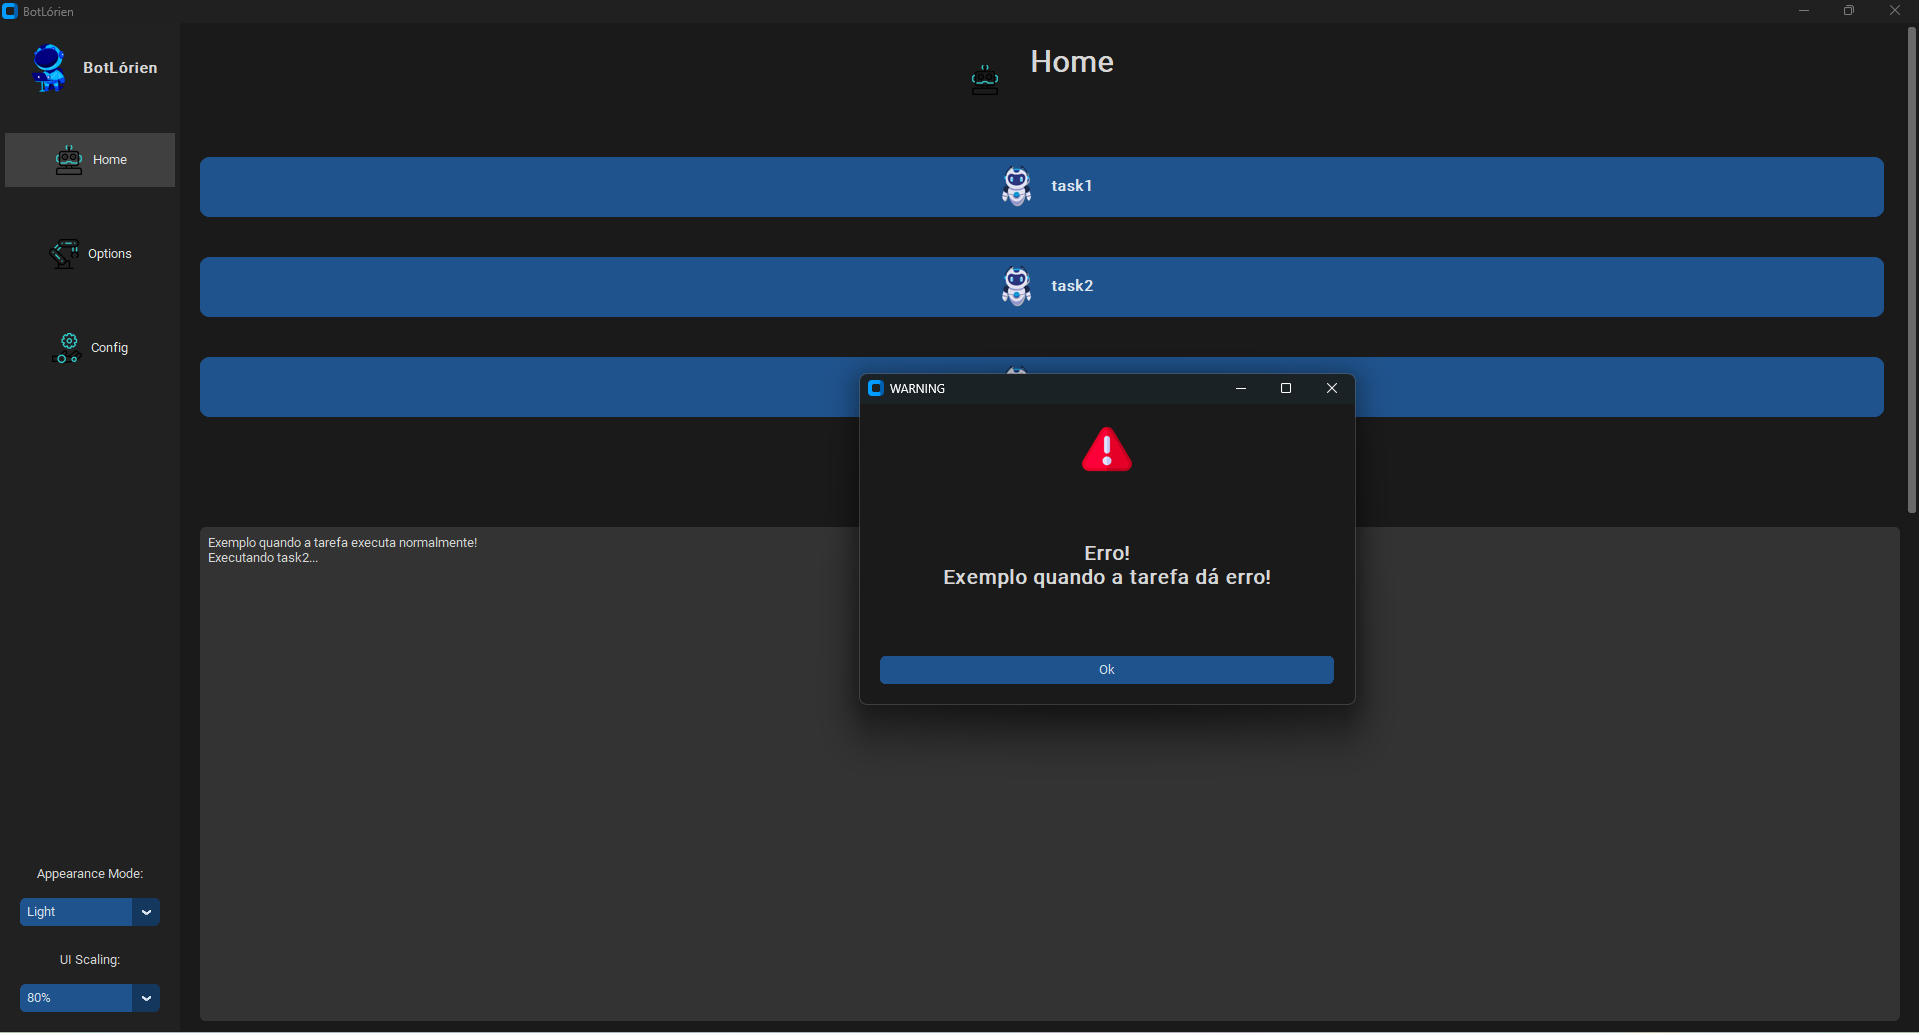 BotLórien
BotLórien
Home
Options
Config
Appearance Mode:
Light
UI Scaling:
80%
Home
task1
task2
Exemplo quando a tarefa executa normalmente!
Executando task2...
WARNING
Erro!
Exemplo quando a tarefa dá erro!
Ok